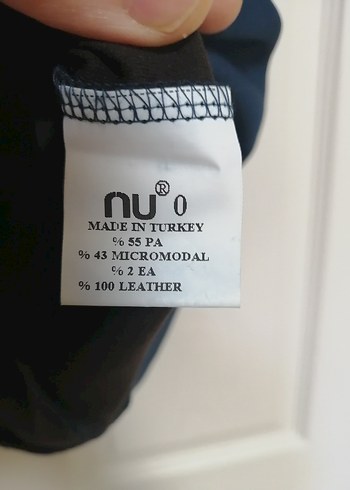 nu® 0
MADE IN TURKEY
% 55 PA
% 43 MICROMODAL
% 2 EA
% 100 LEATHER